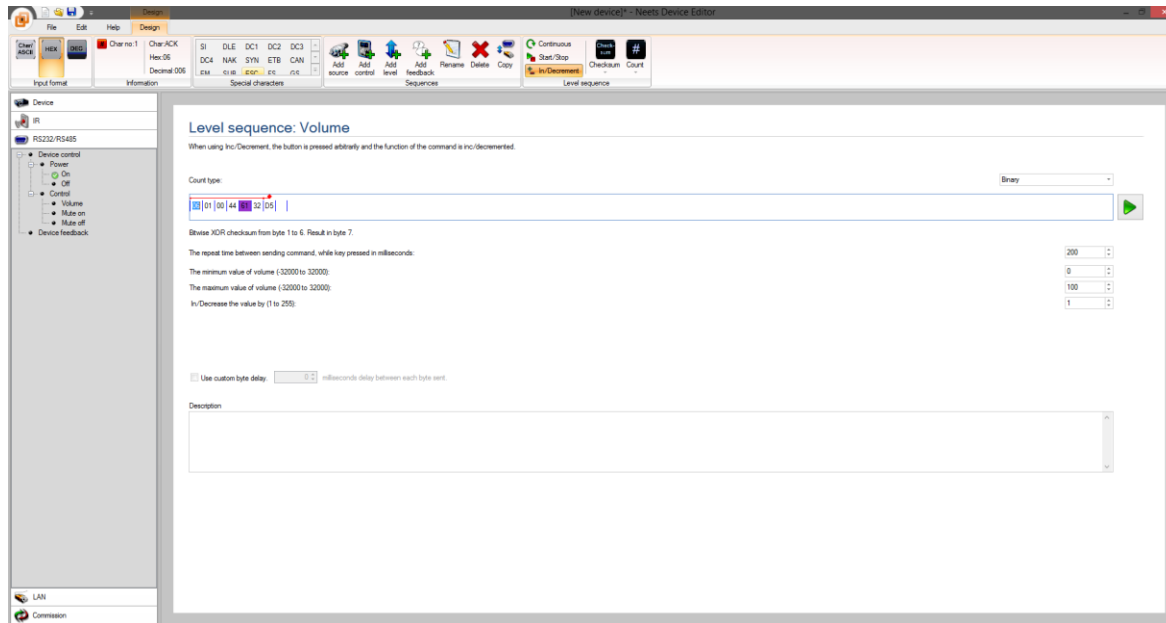 Design
[New device]* - Neets Device Editor
File Edit Help Design
Char/ASCII HEX DEC
Char no:1 Char:ACK
Hex:06
Decimal:006
SI DLE DC1 DC2 DC3
DC4 NAK SYN ETB CAN
EM SUB ESC FS GS
Add source Add control Add level Add feedback Rename Delete Copy
Continuous
Start/Stop
In/Decrement
Check-sum Checksum # Count
Input format Information Special characters Sequences Level sequence
Device
IR
RS232/RS485
Device control
Power
On
Off
Control
Volume
Mute on
Mute off
Device feedback
LAN
Commission
Level sequence: Volume
When using Inc/Decrement, the button is pressed arbitrarily and the function of the command is inc/decremented.
Count type: Binary
01 00 44 61 32 D5
Bitwise XOR checksum from byte 1 to 6. Result in byte 7.
The repeat time between sending command, while key pressed in milliseconds: 200
The minimum value of volume (-32000 to 32000): 0
The maximum value of volume (-32000 to 32000): 100
In/Decrease the value by (1 to 255): 1
Use custom byte delay. 0 milliseconds delay between each byte sent.
Description